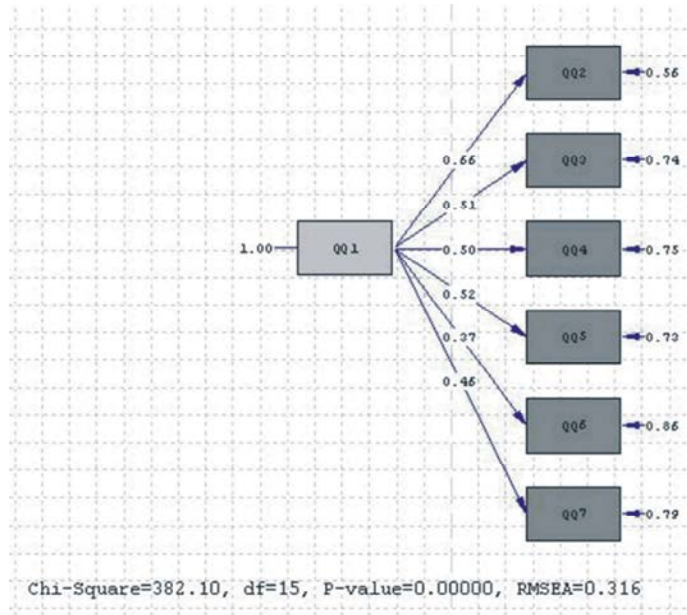 QQ2
0.56
0.66
QQ3
0.74
0.51
1.00
QQ1
0.50
QQ4
0.75
0.52
QQ5
0.73
0.37
QQ6
0.86
0.46
QQ7
0.79
Chi-Square=382.10, df=15, P-value=0.00000, RMSEA=0.316